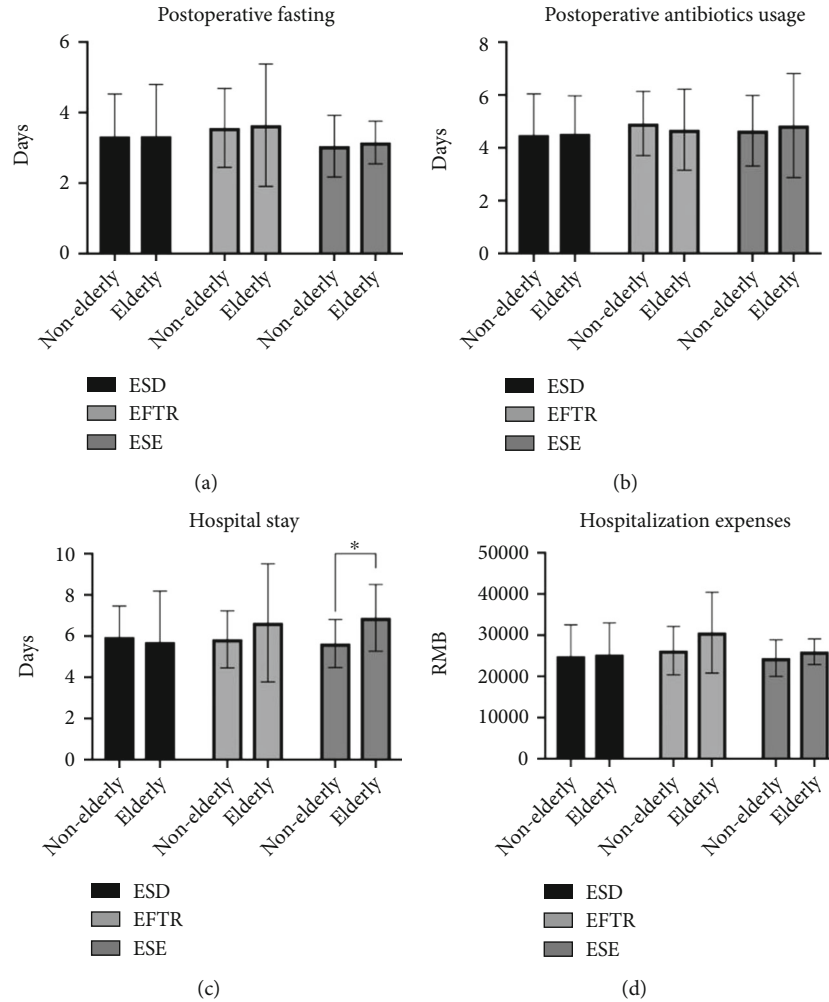 Postoperative fasting
6
4
2
0
Days
Non-elderly
Elderly
Non-elderly
Elderly
Non-elderly
Elderly
ESD
EFTR
ESE
(a)
Postoperative antibiotics usage
8
6
4
2
0
Days
Non-elderly
Elderly
Non-elderly
Elderly
Non-elderly
Elderly
ESD
EFTR
ESE
(b)
Hospital stay
10
8
6
4
2
0
Days
*
Non-elderly
Elderly
Non-elderly
Elderly
Non-elderly
Elderly
ESD
EFTR
ESE
(c)
Hospitalization expenses
50000
40000
30000
20000
10000
0
RMB
Non-elderly
Elderly
Non-elderly
Elderly
Non-elderly
Elderly
ESD
EFTR
ESE
(d)